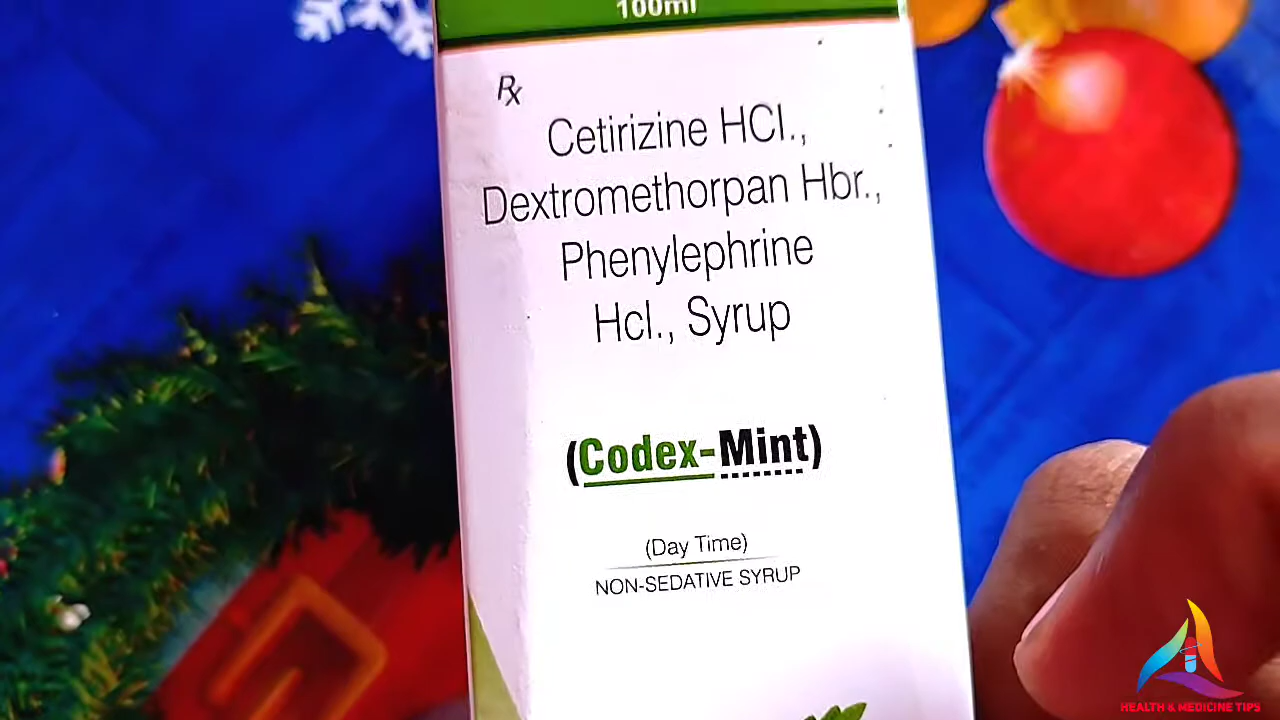 100ml
Rx
Cetirizine HCl.,
Dextromethorpan Hbr.,
Phenylephrine
Hcl., Syrup
(Codex-Mint)
(Day Time)
NON-SEDATIVE SYRUP
HEALTH & MEDICINE TIPS